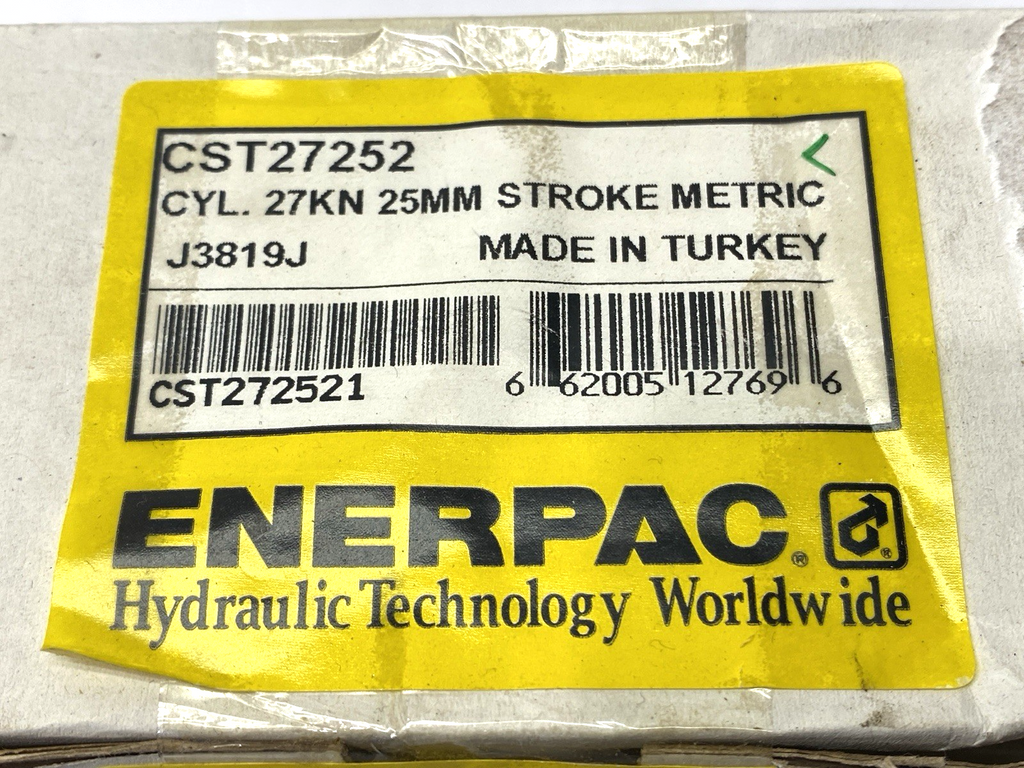 CST27252
CYL. 27KN 25MM STROKE METRIC
J3819J MADE IN TURKEY
CST272521 6 62005 12769 6
ENERPAC®
®
Hydraulic Technology Worldwide